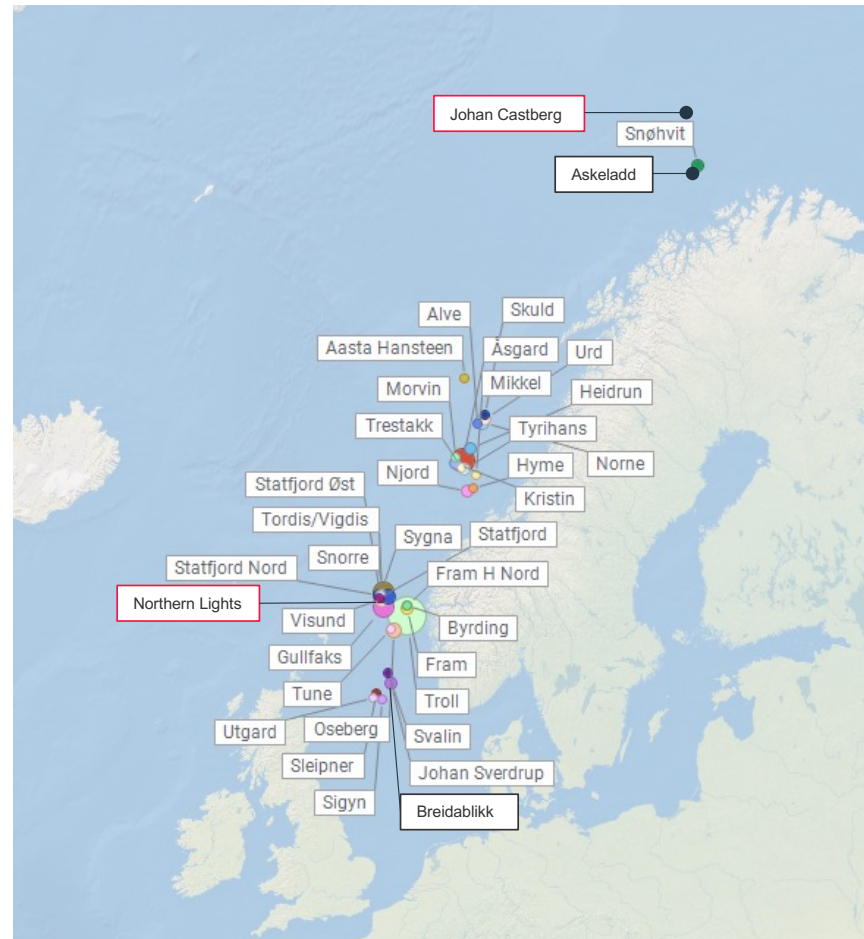 Johan Castberg
Snøhvit
Askeladd
Alve
Skuld
Aasta Hansteen
Åsgard
Urd
Morvin
Mikkel
Heidrun
Trestakk
Tyrihans
Njord
Hyme
Norne
Statfjord Øst
Kristin
Tordis/Vigdis
Sygna
Statfjord
Snorre
Statfjord Nord
Fram H Nord
Northern Lights
Visund
Byrding
Gullfaks
Fram
Tune
Troll
Utgard
Oseberg
Svalin
Sleipner
Johan Sverdrup
Sigyn
Breidablikk